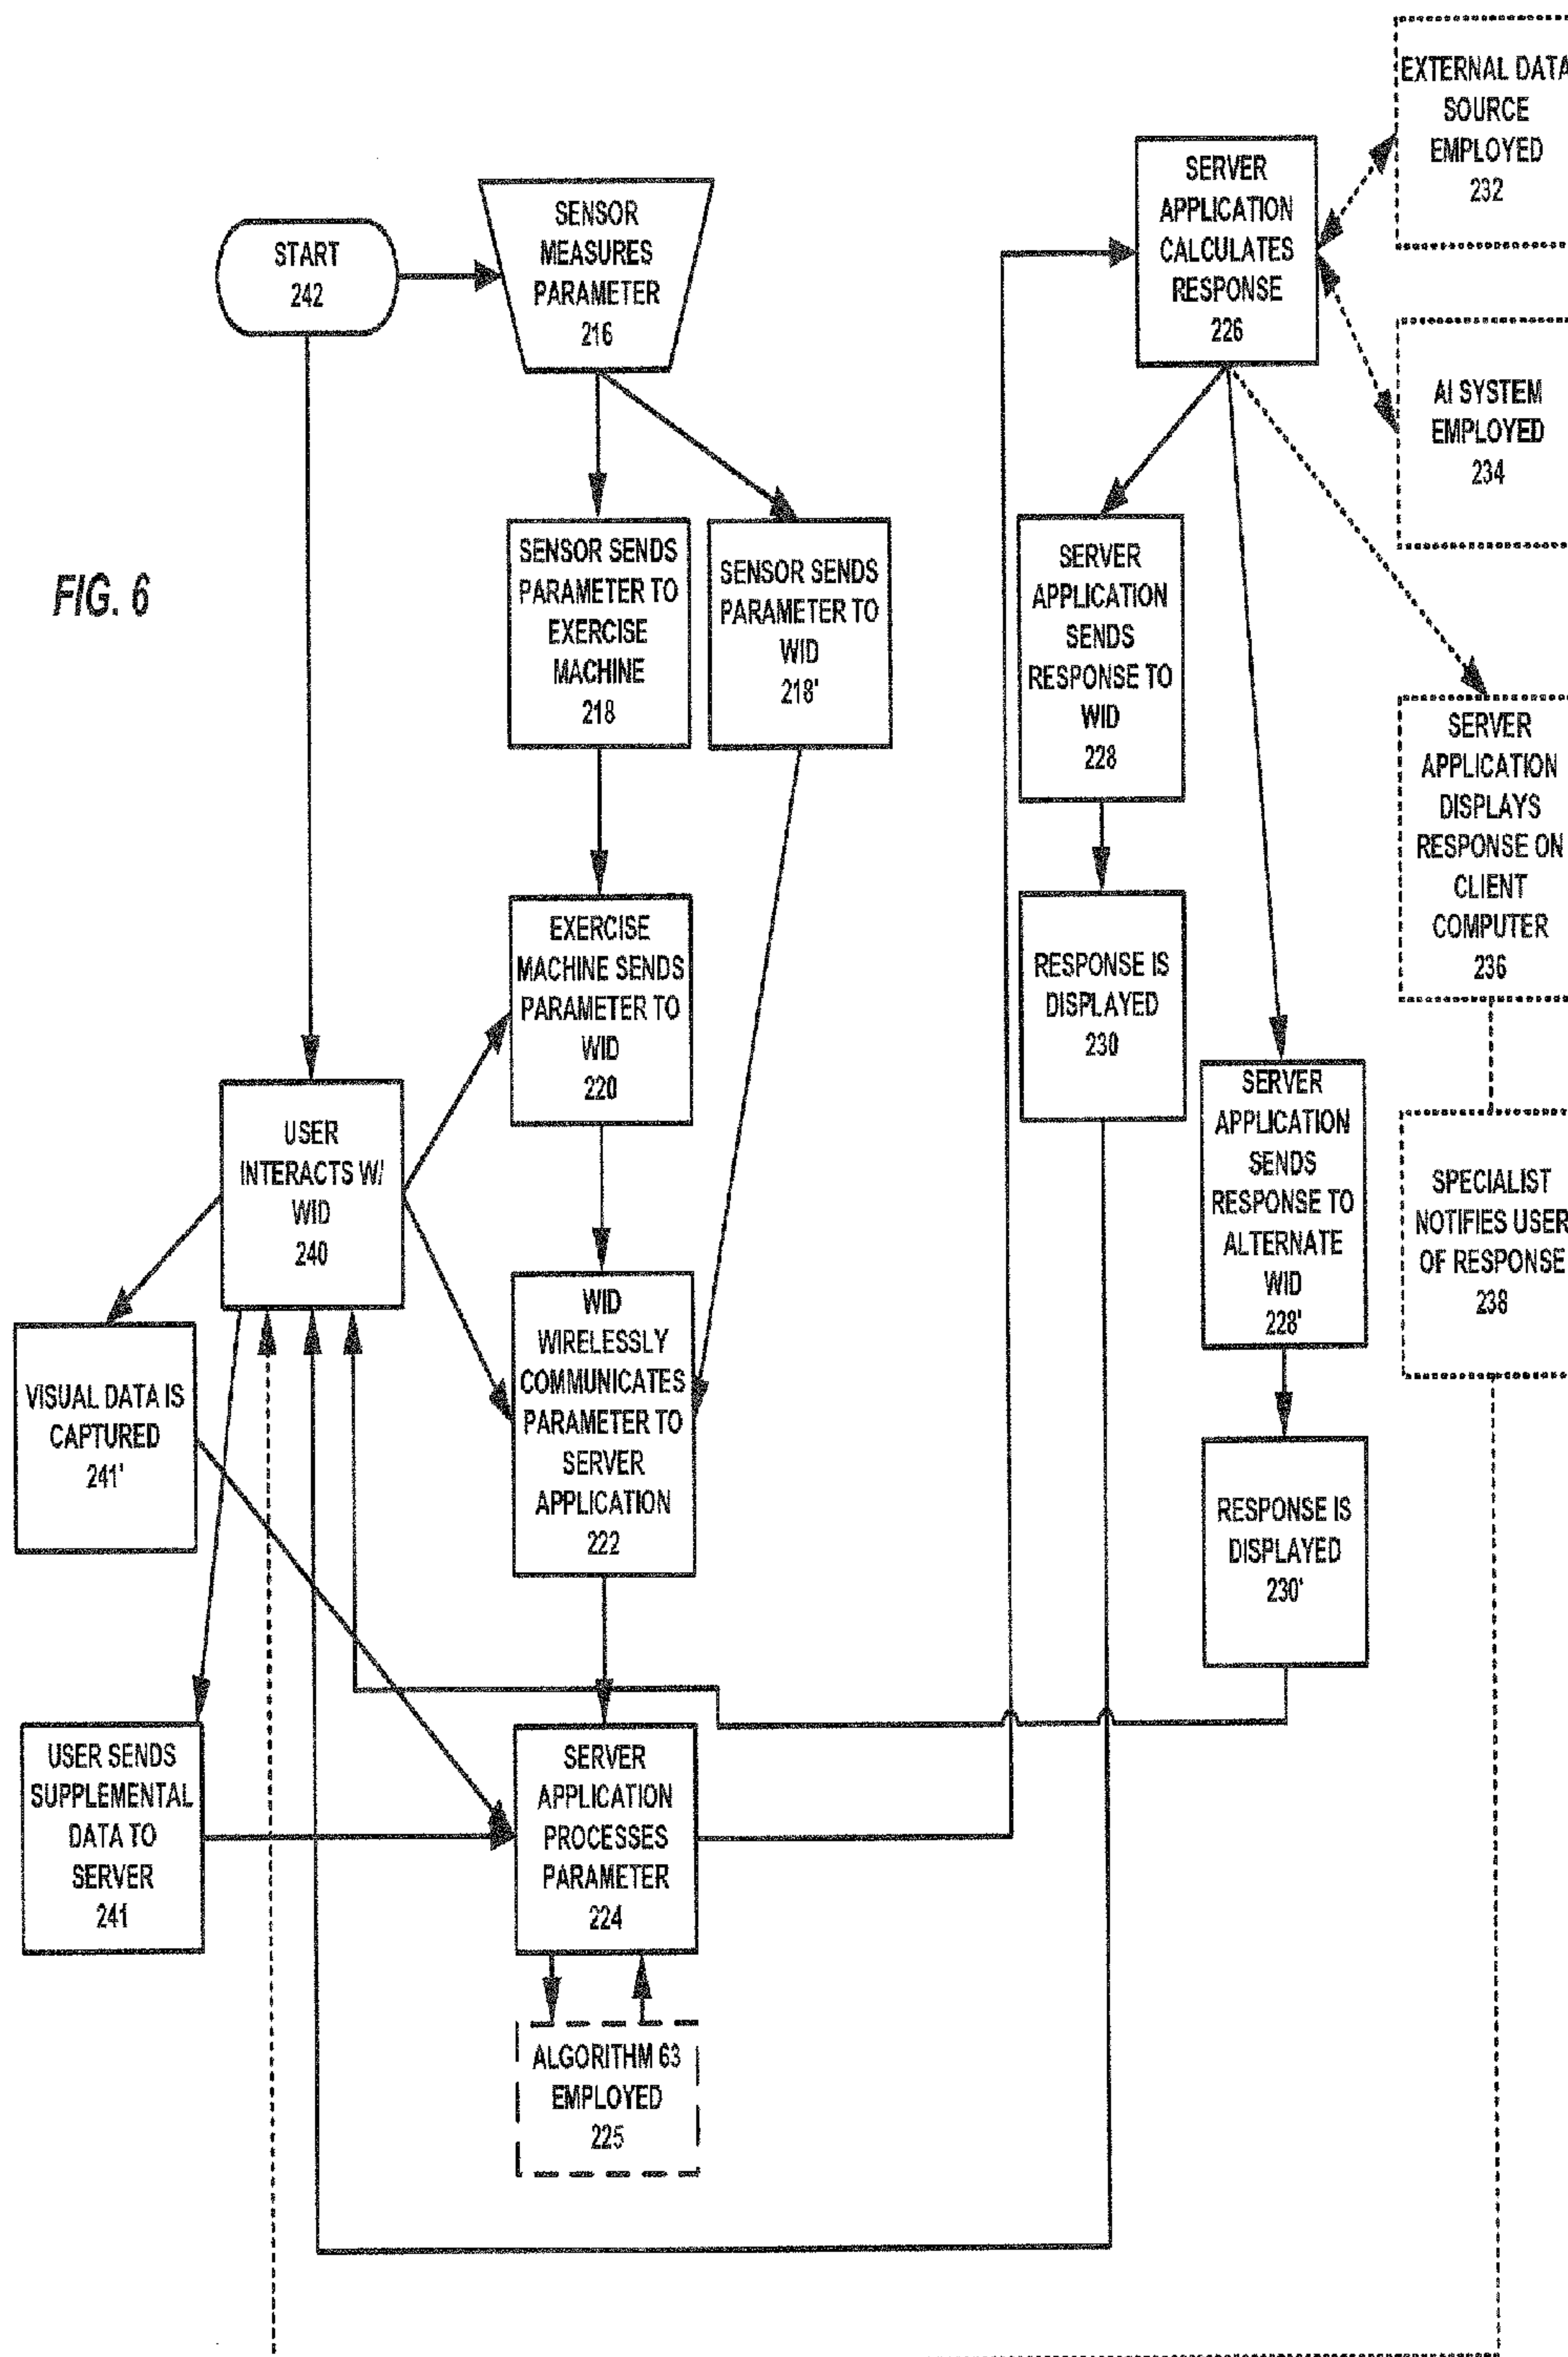 FIG. 6
START
242
SENSOR
MEASURES
PARAMETER
216
SENSOR SENDS
PARAMETER TO
EXERCISE
MACHINE
218
SENSOR SENDS
PARAMETER TO
WID
218'
EXERCISE
MACHINE SENDS
PARAMETER TO
WID
220
USER
INTERACTS W/
WID
240
WID
WIRELESSLY
COMMUNICATES
PARAMETER TO
SERVER
APPLICATION
222
VISUAL DATA IS
CAPTURED
241'
USER SENDS
SUPPLEMENTAL
DATA TO
SERVER
241
SERVER
APPLICATION
PROCESSES
PARAMETER
224
ALGORITHM 63
EMPLOYED
225
SERVER
APPLICATION
CALCULATES
RESPONSE
226
SERVER
APPLICATION
SENDS
RESPONSE TO
WID
228
RESPONSE IS
DISPLAYED
230
SERVER
APPLICATION
SENDS
RESPONSE TO
ALTERNATE
WID
228'
RESPONSE IS
DISPLAYED
230'
EXTERNAL DATA
SOURCE
EMPLOYED
232
AI SYSTEM
EMPLOYED
234
SERVER
APPLICATION
DISPLAYS
RESPONSE ON
CLIENT
COMPUTER
236
SPECIALIST
NOTIFIES USER
OF RESPONSE
238